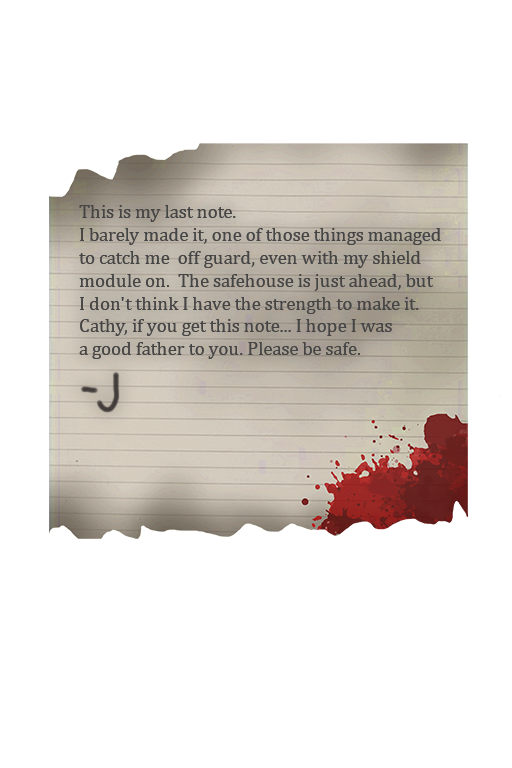 This is my last note.
I barely made it, one of those things managed
to catch me  off guard, even with my shield
module on.  The safehouse is just ahead, but
I don't think I have the strength to make it.
Cathy, if you get this note... I hope I was
a good father to you. Please be safe.
-J